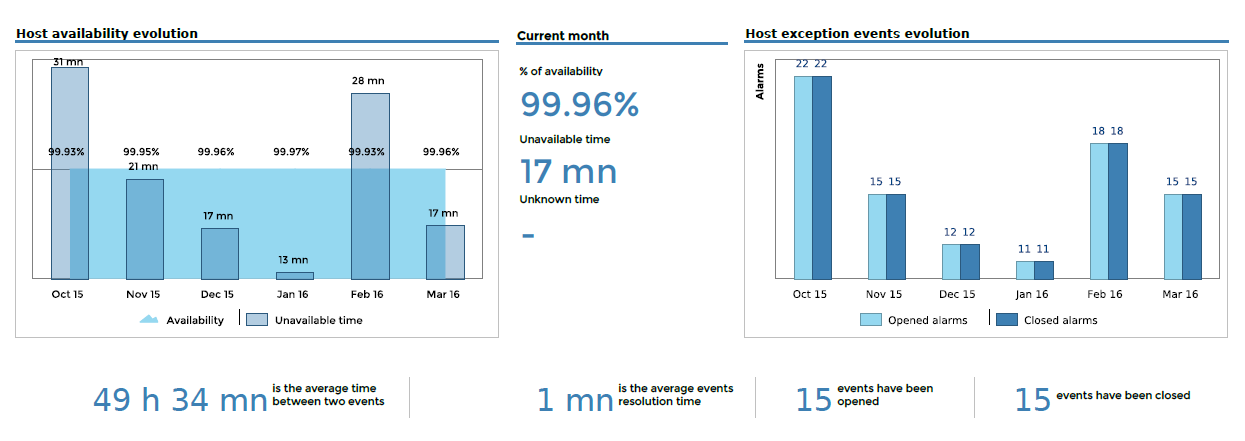 Host availability evolution
31 mn
28 mn
99.93% 99.95% 99.96% 99.97% 99.93% 99.96%
21 mn
17 mn
17 mn
13 mn
Oct 15 Nov 15 Dec 15 Jan 16 Feb 16 Mar 16
Availability Unavailable time
Current month
% of availability
99.96%
Unavailable time
17 mn
Unknown time
-
Host exception events evolution
Alarms
22 22
18 18
15 15
15 15
12 12
11 11
Oct 15 Nov 15 Dec 15 Jan 16 Feb 16 Mar 16
Opened alarms Closed alarms
49 h 34 mn
is the average time
between two events
1 mn
is the average events
resolution time
15
events have been
opened
15
events have been closed